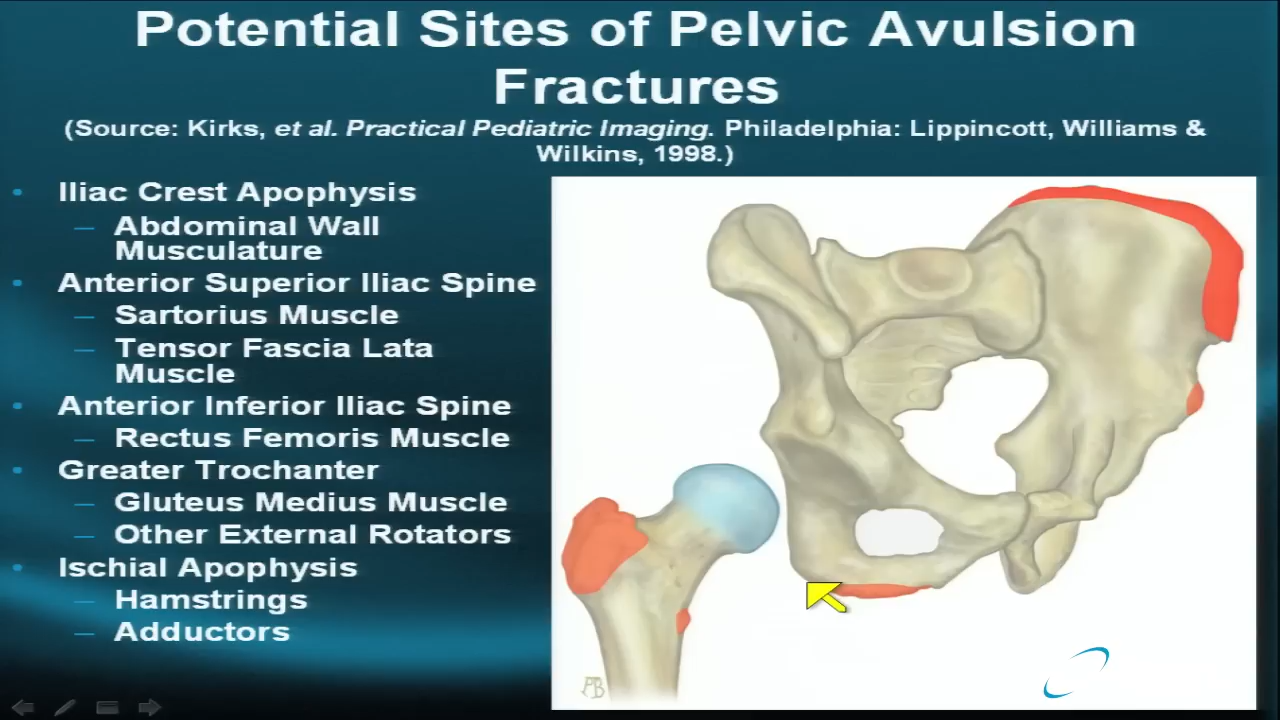 Potential Sites of Pelvic Avulsion
Fractures
(Source: Kirks, et al. Practical Pediatric Imaging. Philadelphia: Lippincott, Williams &
Wilkins, 1998.)
• Iliac Crest Apophysis
— Abdominal Wall
Musculature
• Anterior Superior Iliac Spine
— Sartorius Muscle
— Tensor Fascia Lata
Muscle
• Anterior Inferior Iliac Spine
— Rectus Femoris Muscle
• Greater Trochanter
— Gluteus Medius Muscle
— Other External Rotators
• Ischial Apophysis
— Hamstrings
— Adductors